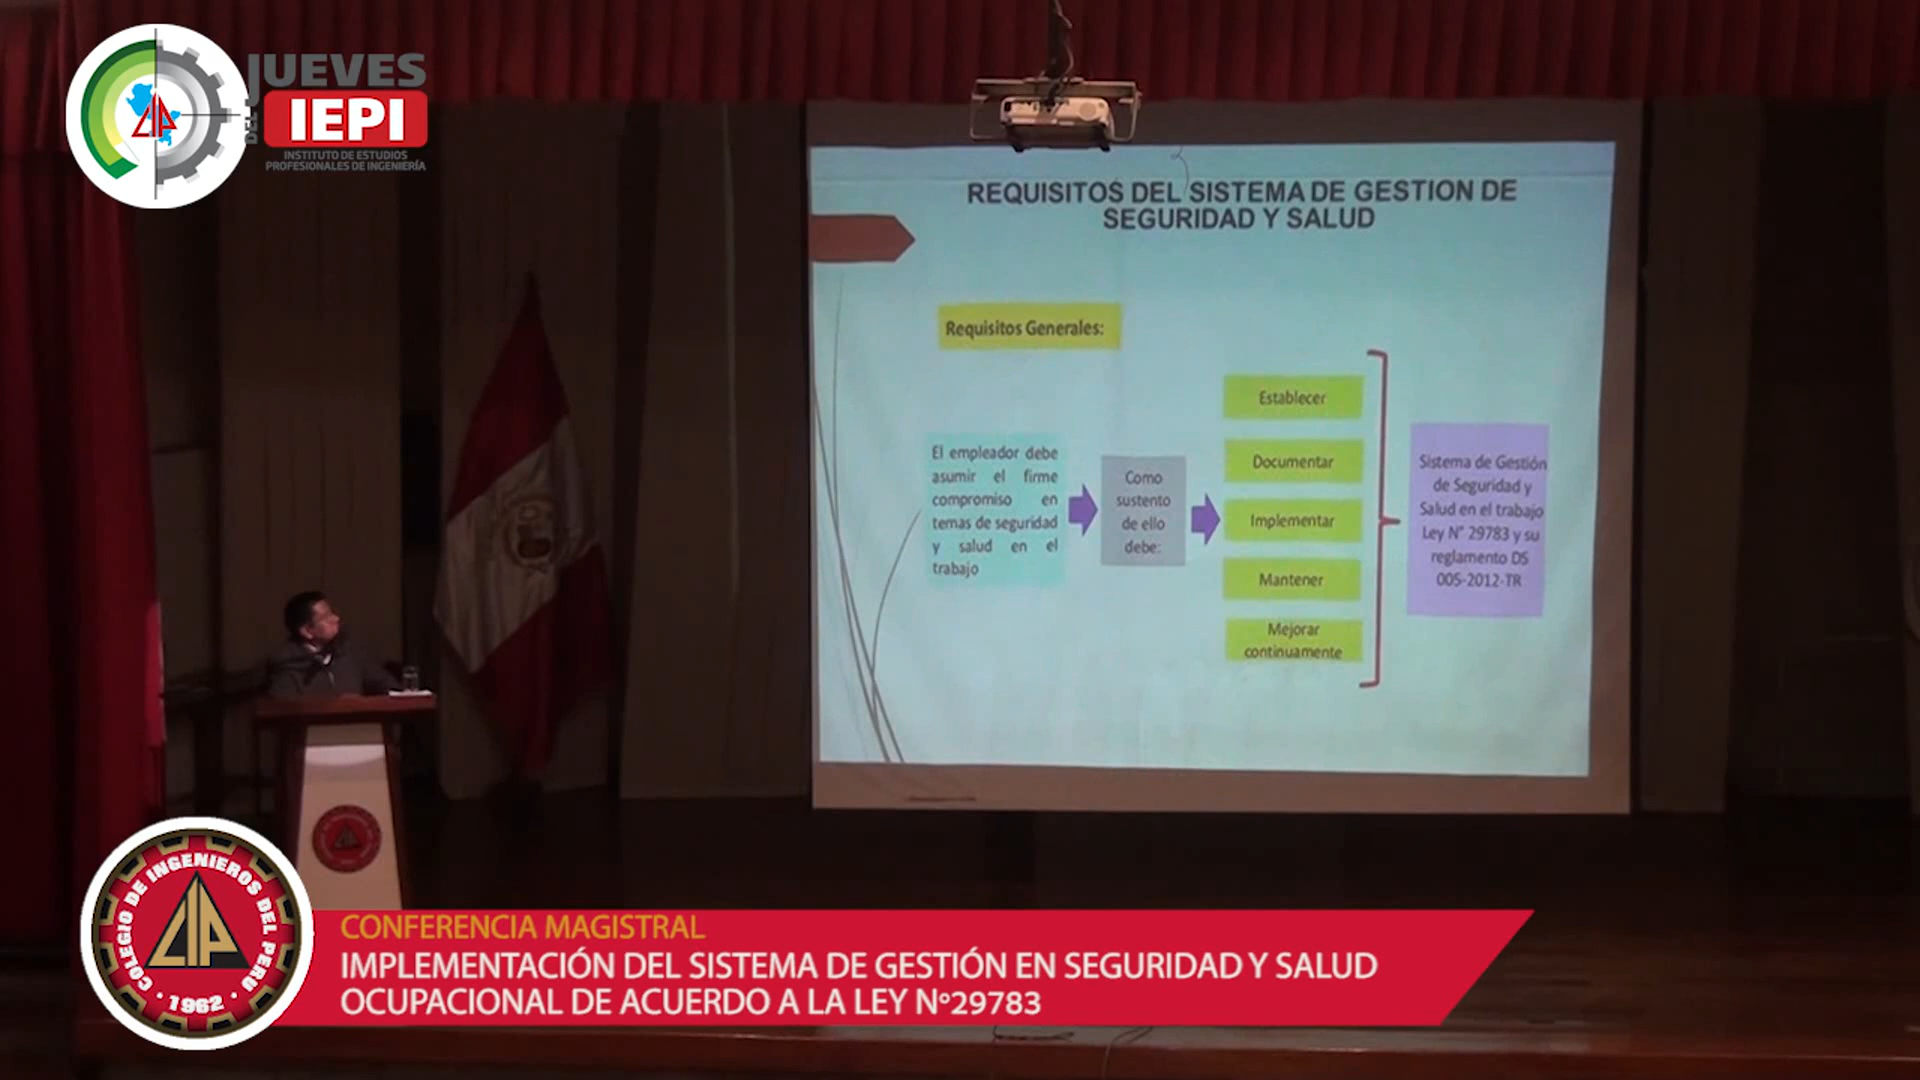 JUEVES
DEL
IEPI
INSTITUTO DE ESTUDIOS
PROFESIONALES DE INGENIERÍA
REQUISITOS DEL SISTEMA DE GESTION DE
SEGURIDAD Y SALUD
Requisitos Generales:
El empleador debe
asumir el firme
compromiso en
temas de seguridad
y salud en el
trabajo
Como
sustento
de ello
debe:
Establecer
Documentar
Implementar
Mantener
Mejorar
continuamente
Sistema de Gestión
de Seguridad y
Salud en el trabajo
Ley N° 29783 y su
reglamento DS
005-2012-TR
COLEGIO DE INGENIEROS DEL PERU
CIP
· 1962 ·
CONFERENCIA MAGISTRAL
IMPLEMENTACIÓN DEL SISTEMA DE GESTIÓN EN SEGURIDAD Y SALUD
OCUPACIONAL DE ACUERDO A LA LEY N°29783